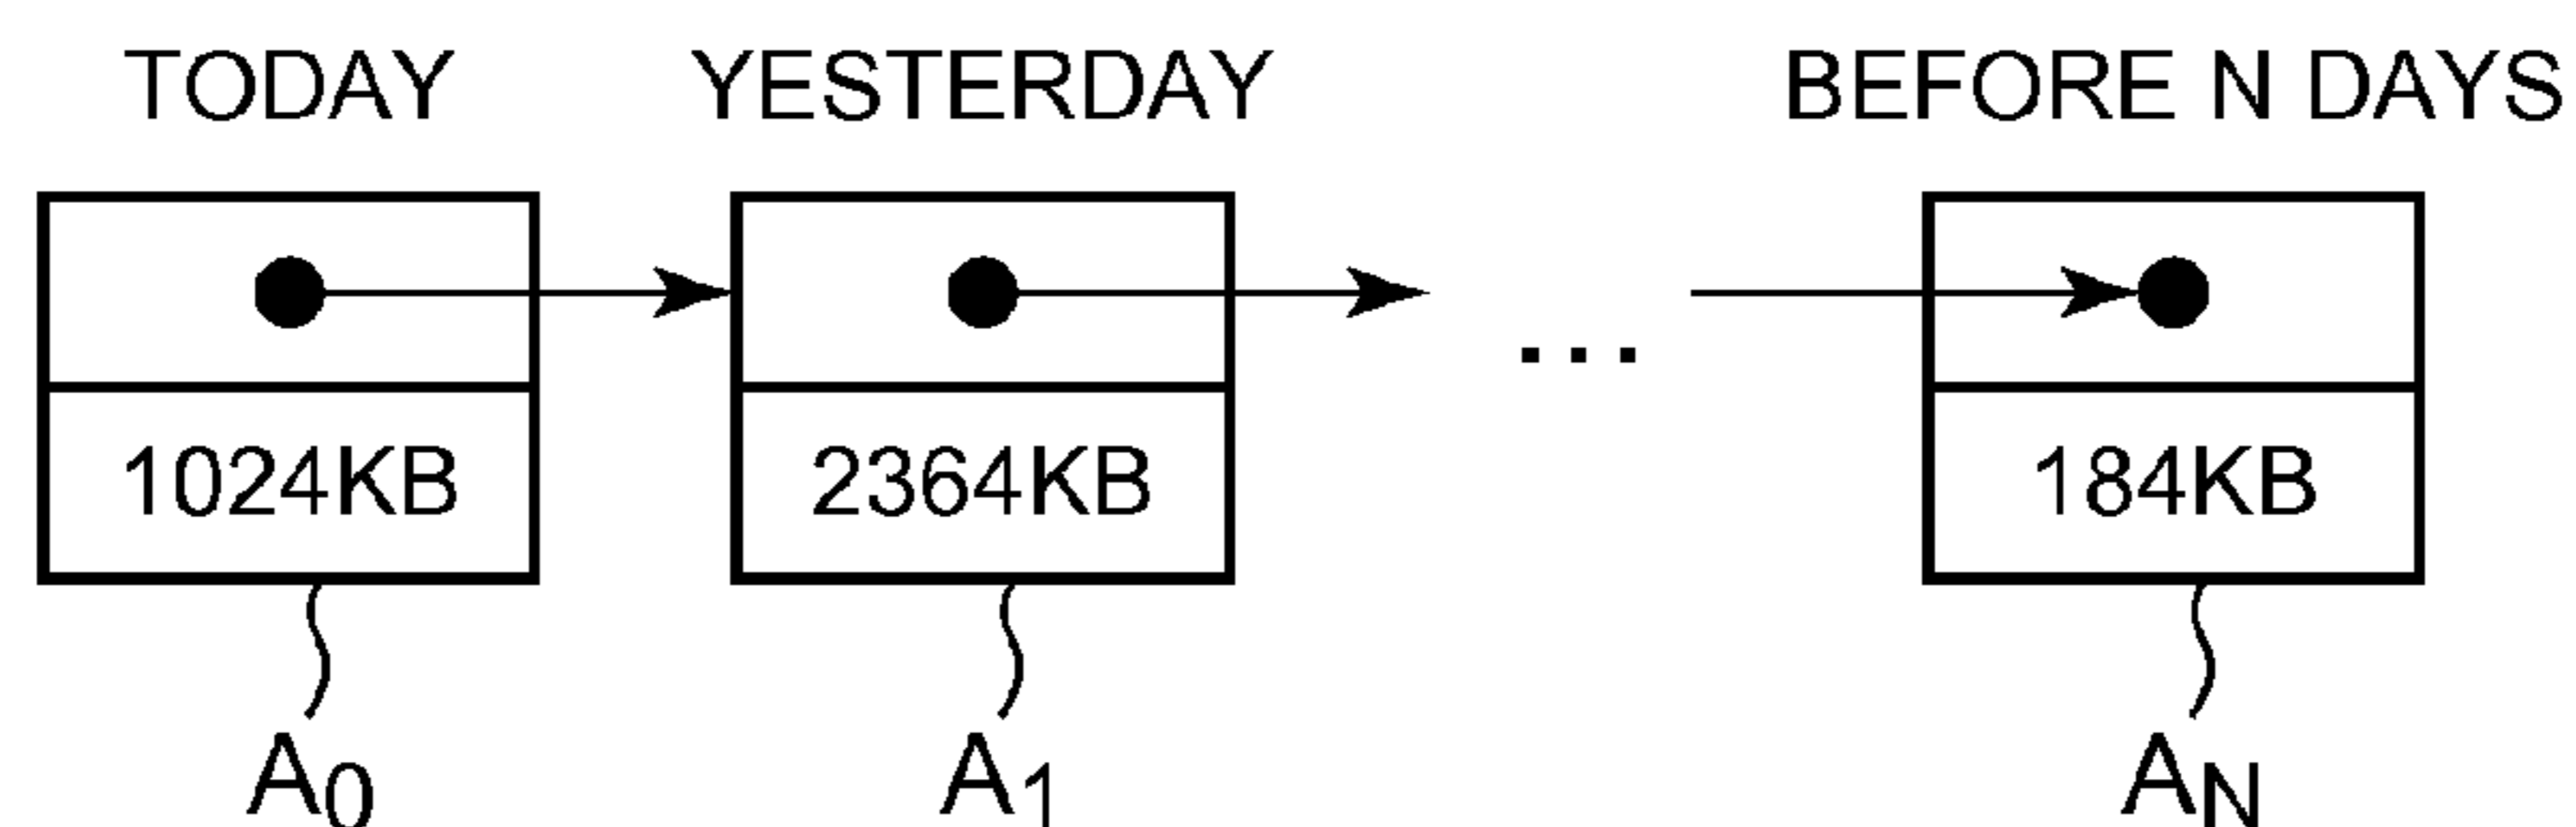 TODAY YESTERDAY BEFORE N DAYS
...
1024KB 2364KB 184KB
A0 A1 AN